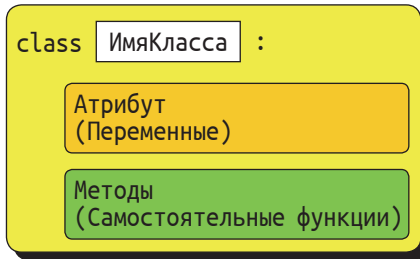 class ИмяКласса :
Атрибут
(Переменные)
Методы
(Самостоятельные функции)